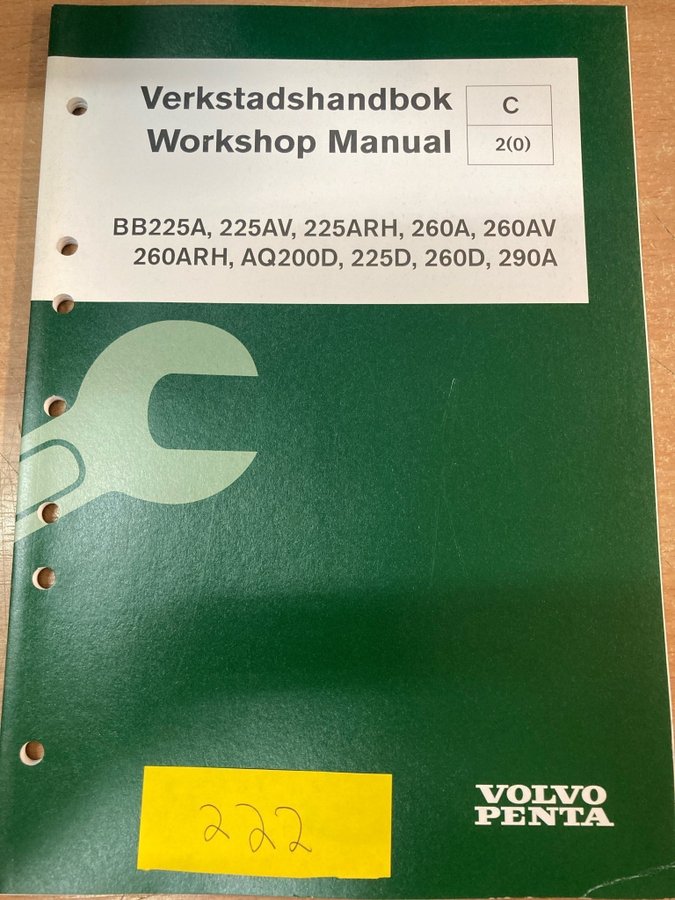 Verkstadshandbok
Workshop Manual
C
2(0)
BB225A, 225AV, 225ARH, 260A, 260AV
260ARH, AQ200D, 225D, 260D, 290A
222
VOLVO
PENTA